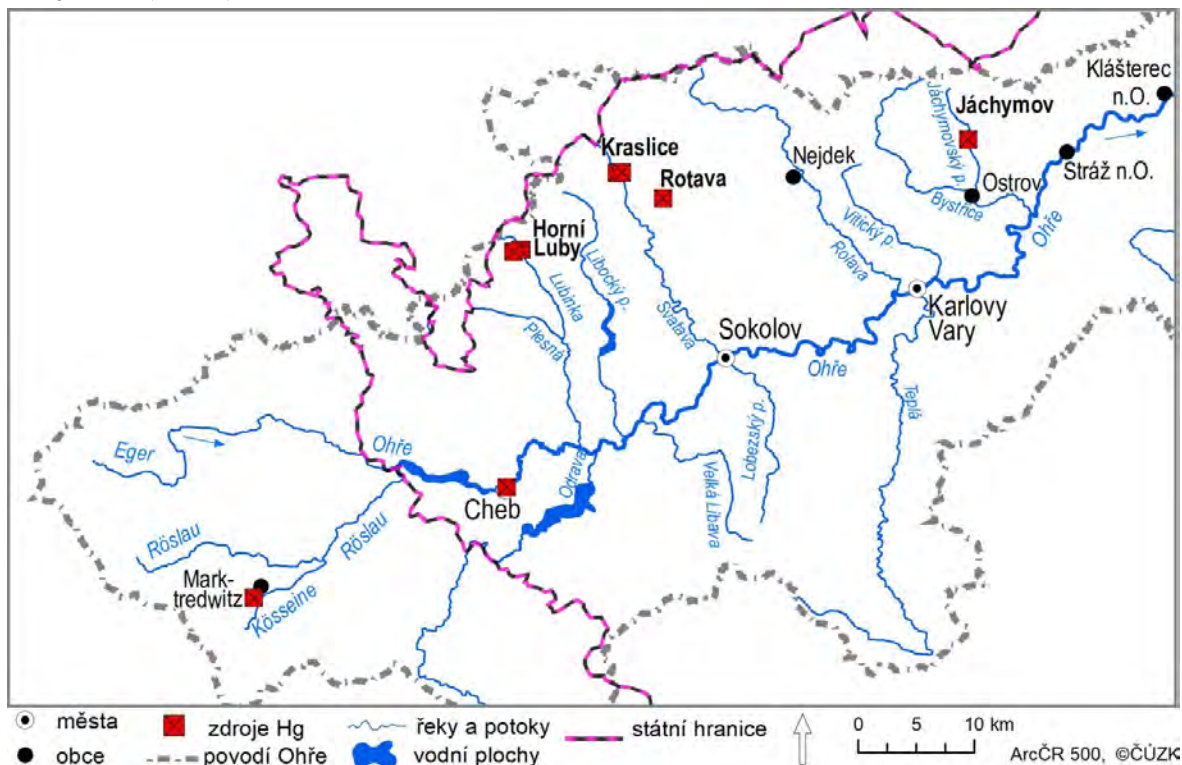 Klášterec
n.O.
Jáchymov
Jáchymovský p.
Kraslice
Nejdek
Stráž n.O.
Rotava
Ostrov
Bystřice
Vitický p.
Ohře
Horní
Luby
Libocký p.
Rolava
Lubinka
Svatava
Karlovy
Vary
Plesná
Sokolov
Ohře
Teplá
Eger
Ohře
Odrava
Lobezský p.
Velká Libava
Cheb
Röslau
Röslau
Mark-
tredwitz
Kösseine
města
zdroje Hg
řeky a potoky
státní hranice
0 5 10 km
obce
povodí Ohře
vodní plochy
ArcČR 500, ©ČÚZK